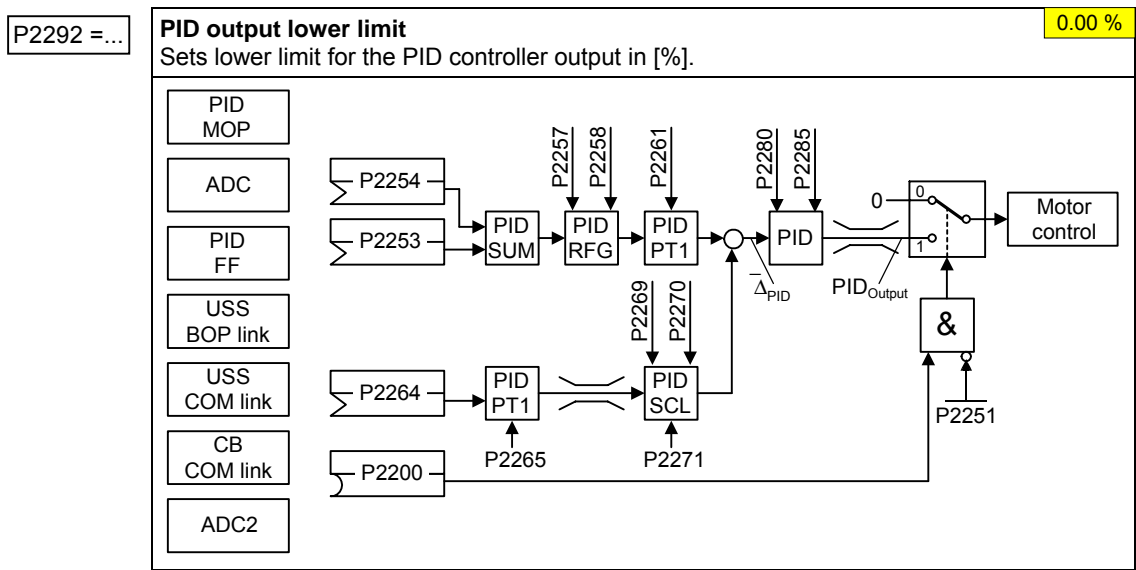 P2292 =...
PID output lower limit
0.00 %
Sets lower limit for the PID controller output in [%].
PID
MOP
ADC
PID
FF
USS
BOP link
USS
COM link
CB
COM link
ADC2
P2254
P2253
P2264
P2200
PID
SUM
P2257
P2258
PID
RFG
P2261
PID
PT1
P2280
P2285
PID
Δ PID
PID Output
0
0
1
Motor
control
&
P2251
PID
PT1
P2265
P2269
P2270
PID
SCL
P2271